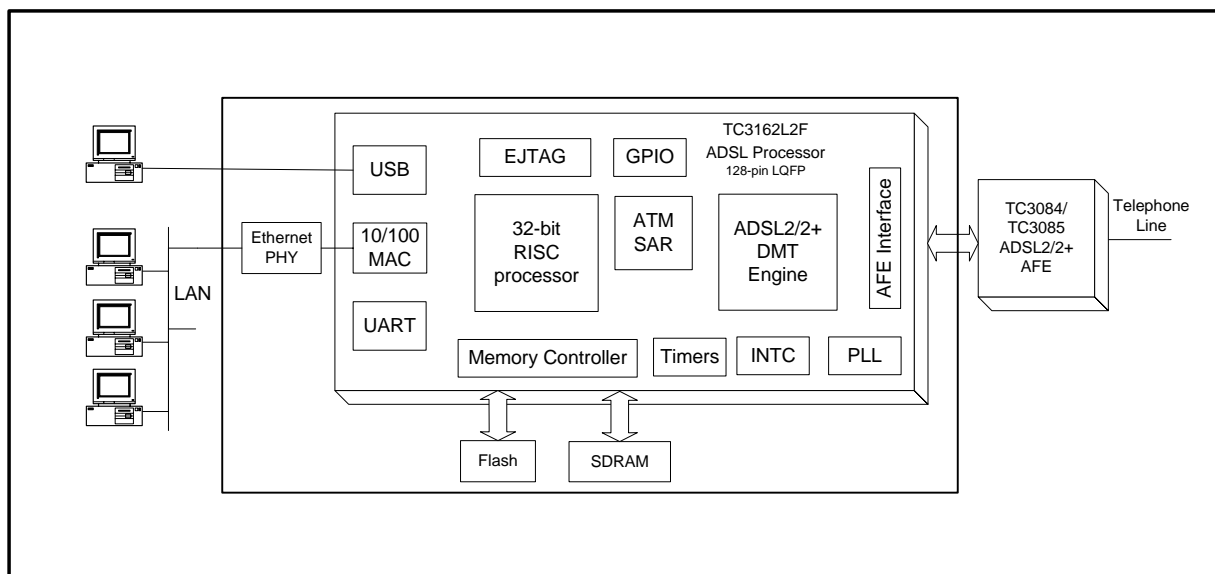 TC3162L2F
ADSL Processor
128-pin LQFP
EJTAG
GPIO
USB
AFE Interface
32-bit
RISC
processor
ATM
SAR
ADSL2/2+
DMT
Engine
TC3084/
TC3085
ADSL2/2+
AFE
Telephone
Line
Ethernet
PHY
10/100
MAC
LAN
UART
Memory Controller
Timers
INTC
PLL
Flash
SDRAM